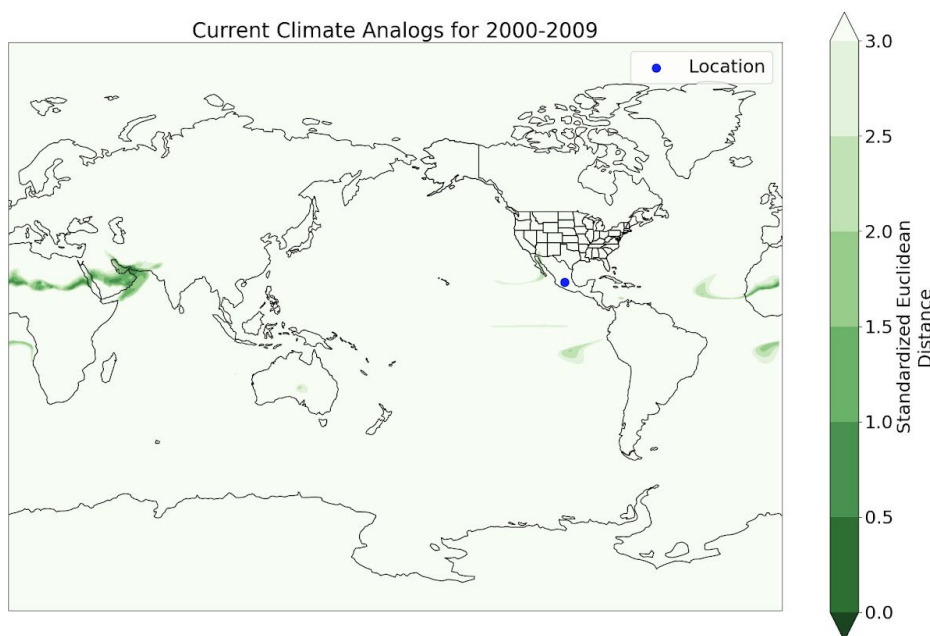 Current Climate Analogs for 2000-2009
Location
3.0
2.5
2.0
1.5
1.0
0.5
0.0
Standardized Euclidean
Distance